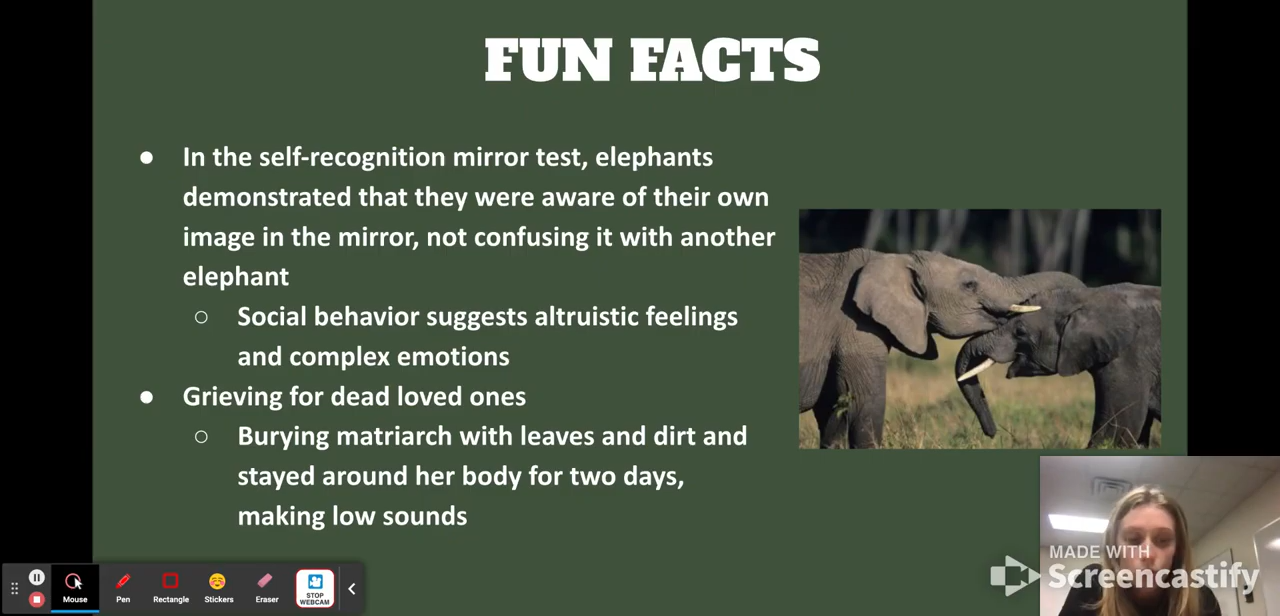 FUN FACTS
● In the self-recognition mirror test, elephants
demonstrated that they were aware of their own
image in the mirror, not confusing it with another
elephant
○ Social behavior suggests altruistic feelings
and complex emotions
● Grieving for dead loved ones
○ Burying matriarch with leaves and dirt and
stayed around her body for two days,
making low sounds
MADE WITH
Screencastify
Mouse Pen Rectangle Stickers Eraser STOP
WEBCAM